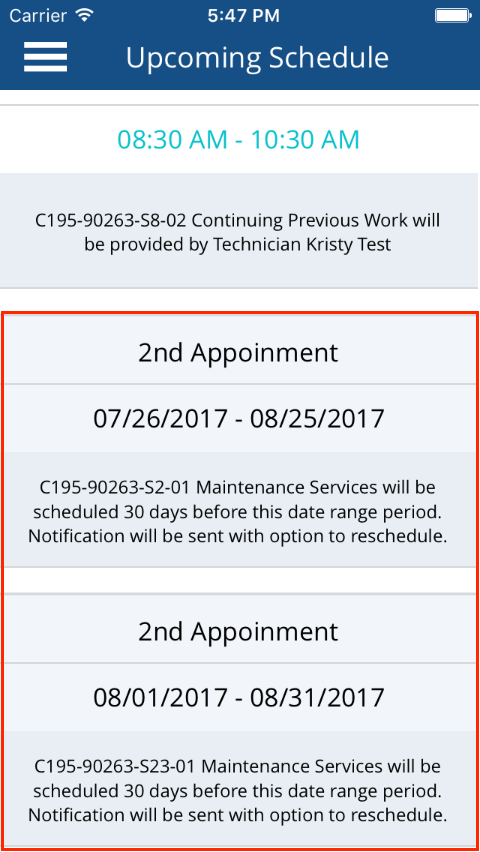 Carrier 5:47 PM
Upcoming Schedule
08:30 AM - 10:30 AM
C195-90263-S8-02 Continuing Previous Work will
be provided by Technician Kristy Test
2nd Appoinment
07/26/2017 - 08/25/2017
C195-90263-S2-01 Maintenance Services will be
scheduled 30 days before this date range period.
Notification will be sent with option to reschedule.
2nd Appoinment
08/01/2017 - 08/31/2017
C195-90263-S23-01 Maintenance Services will be
scheduled 30 days before this date range period.
Notification will be sent with option to reschedule.